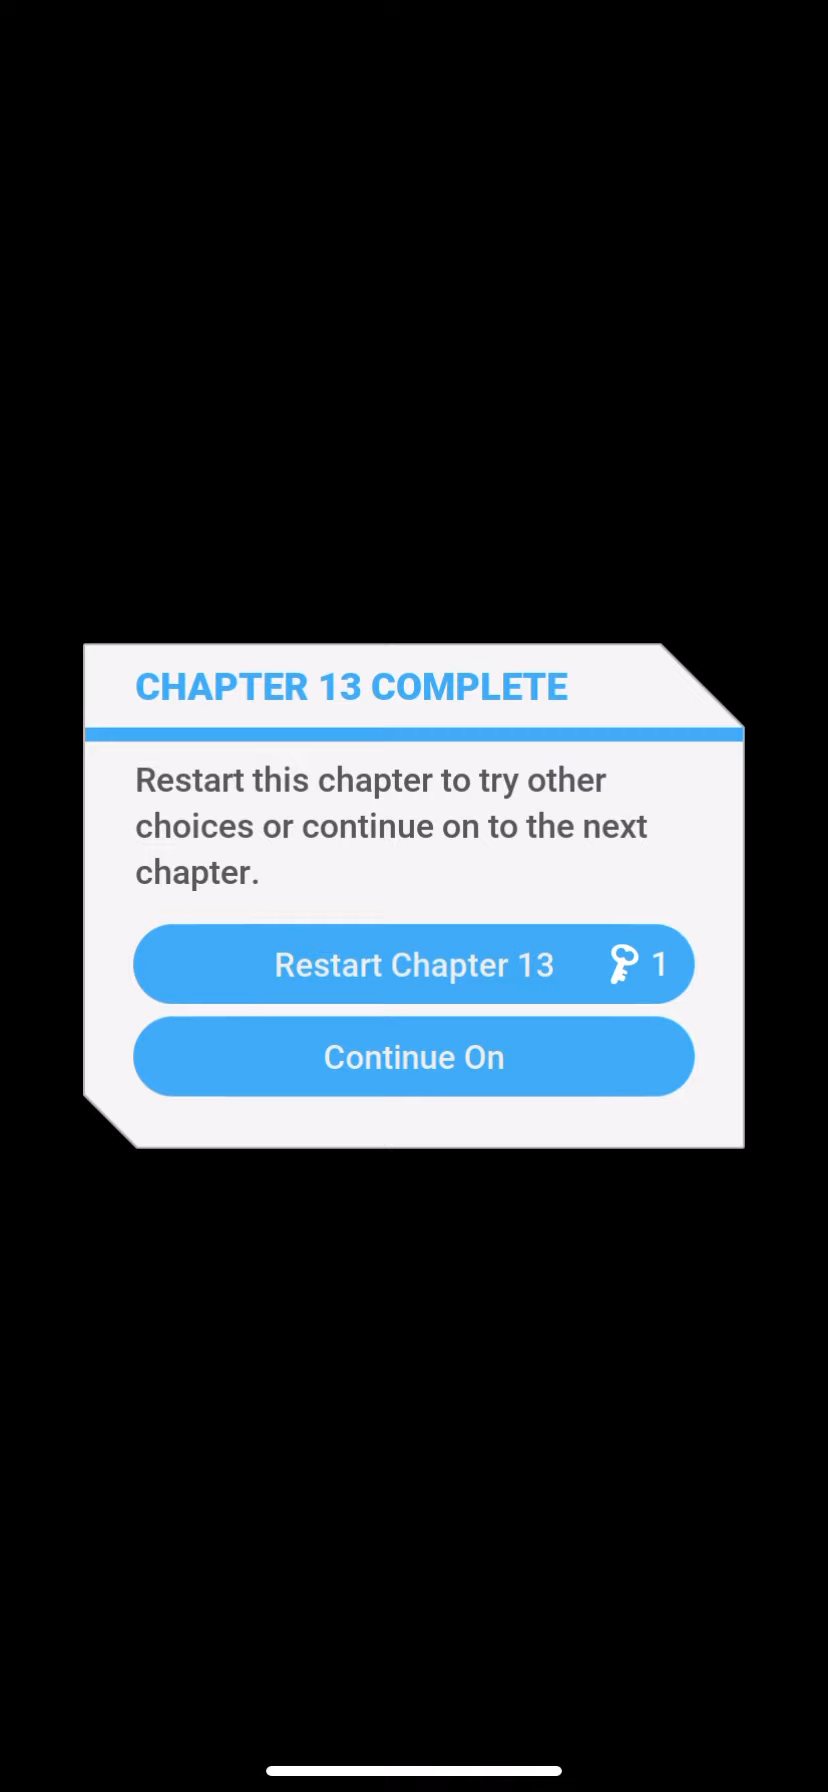 CHAPTER 13 COMPLETE
Restart this chapter to try other
choices or continue on to the next
chapter.
Restart Chapter 13 1
Continue On